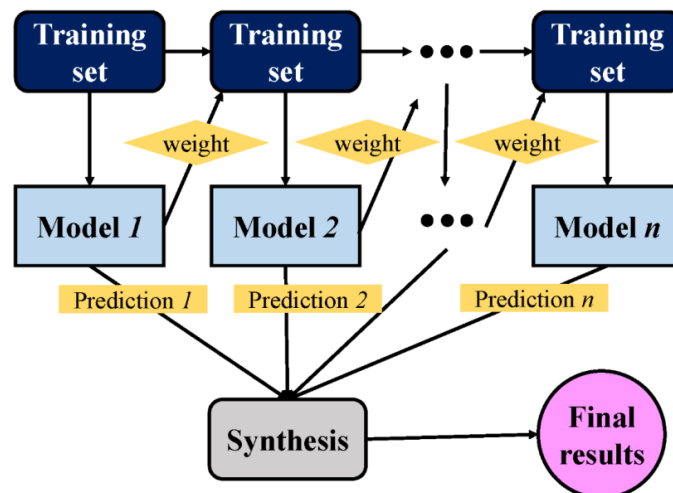 Training
set
Training
set
•••
Training
set
weight
weight
weight
Model 1
Model 2
•••
Model n
Prediction 1
Prediction 2
Prediction n
Synthesis
Final
results